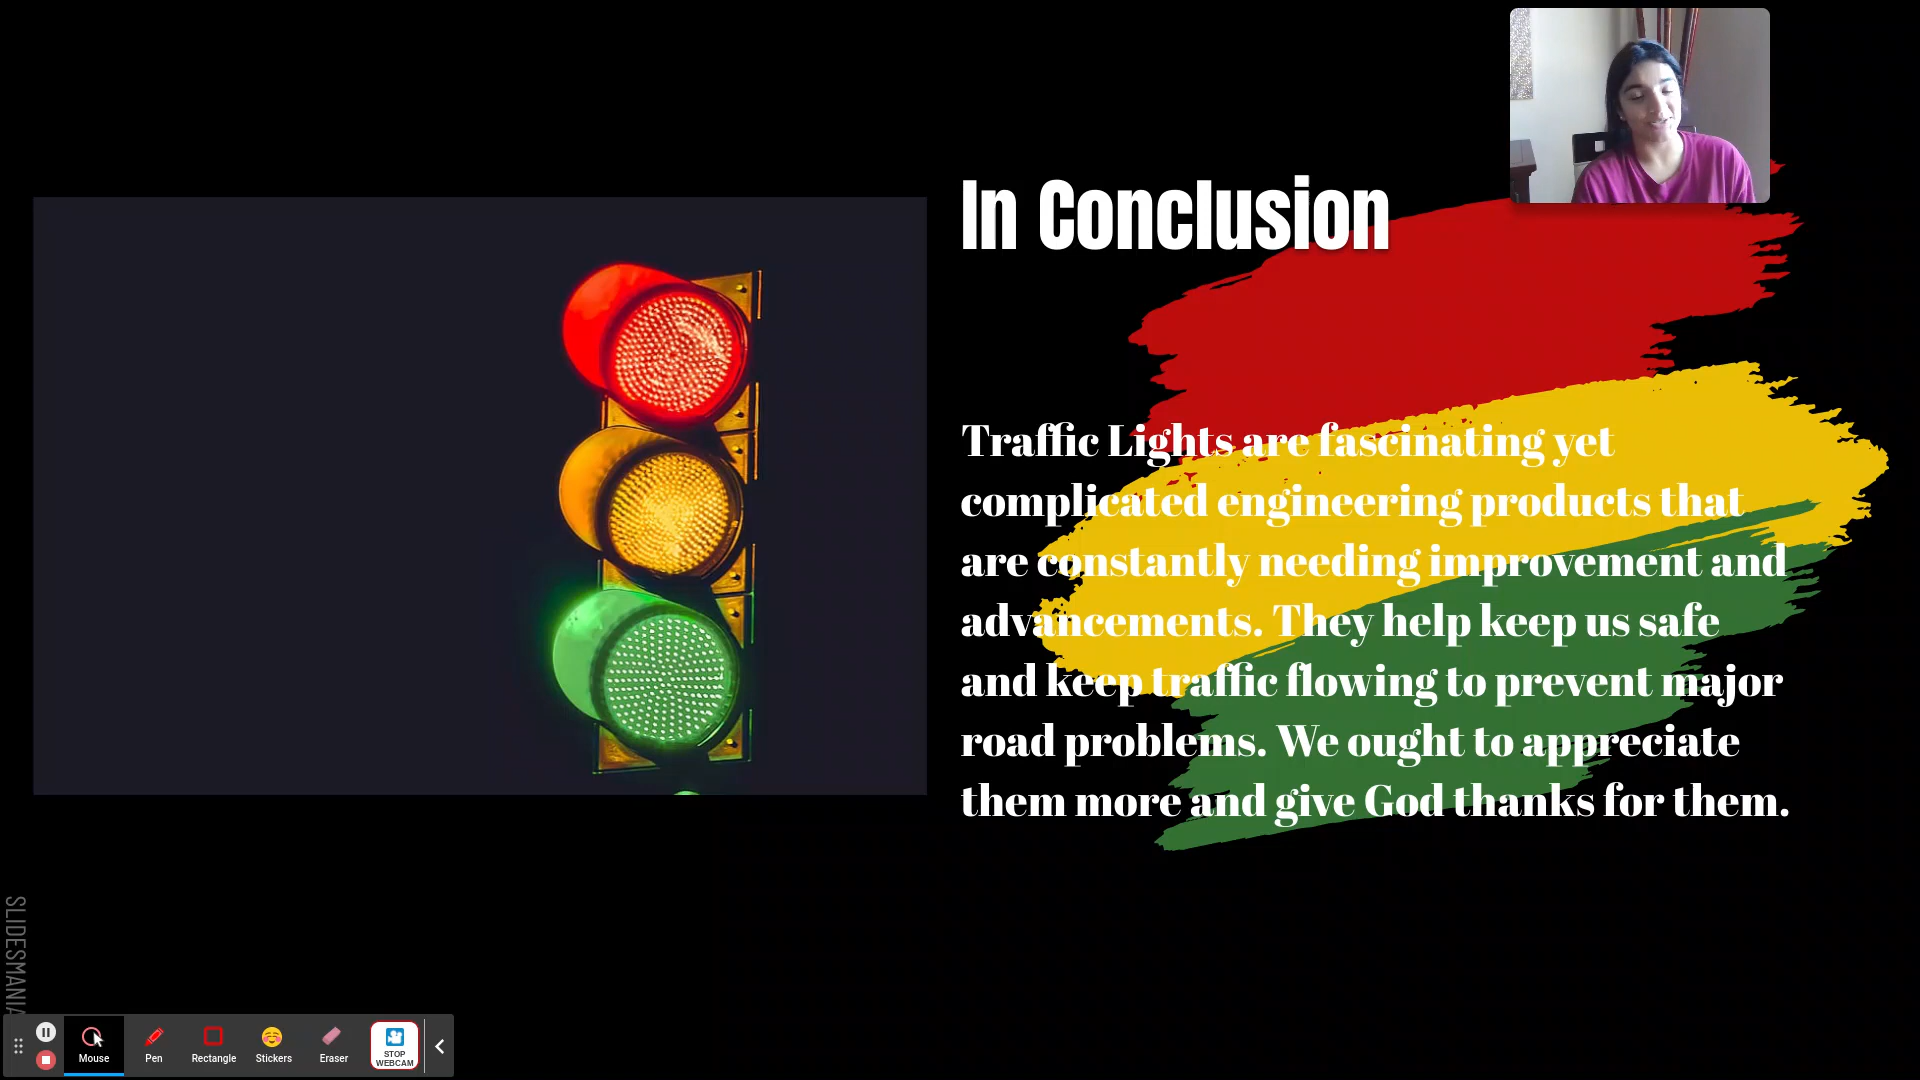 In Conclusion
Traffic Lights are fascinating yet
complicated engineering products that
are constantly needing improvement and
advancements. They help keep us safe
and keep traffic flowing to prevent major
road problems. We ought to appreciate
them more and give God thanks for them.
SLIDESMANIA
Mouse
Pen
Rectangle
Stickers
Eraser
STOP
WEBCAM